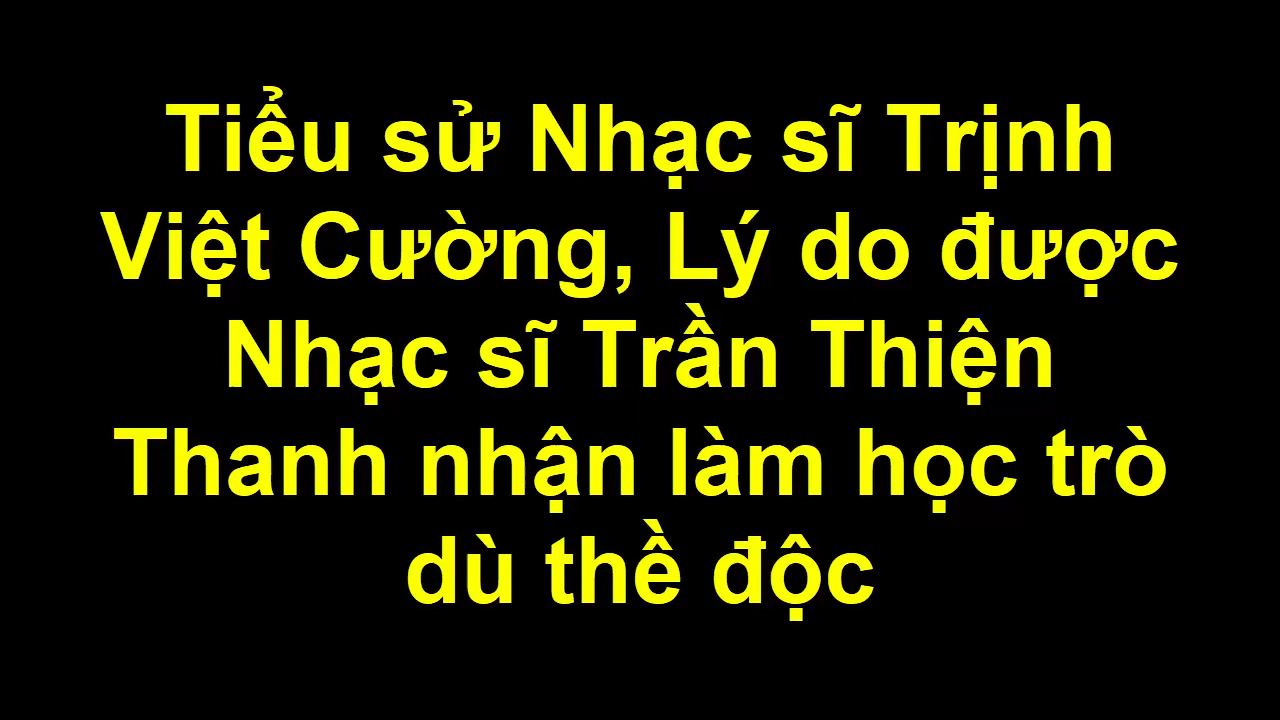 Tiểu sử Nhạc sĩ Trịnh
Việt Cường, Lý do được
Nhạc sĩ Trần Thiện
Thanh nhận làm học trò
dù thề độc